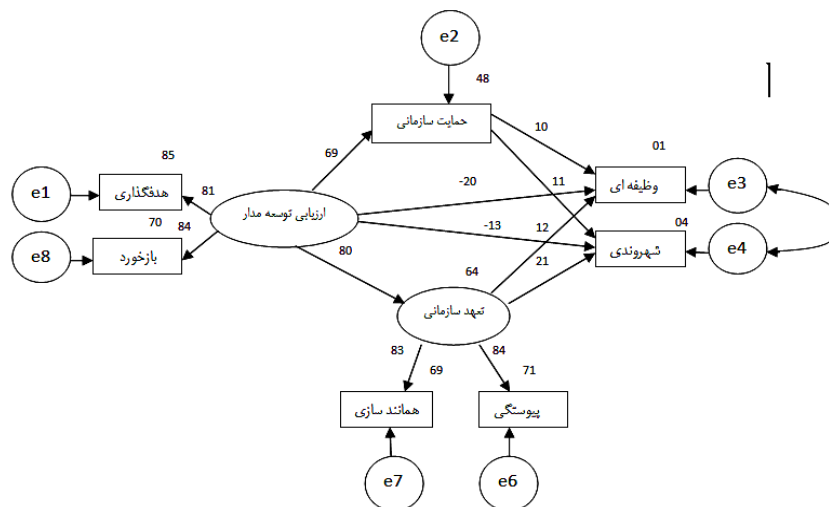 e2
48
حمایت سازمانی
10
01
69
85
وظیفه ای
e3
-20
11
e1
هدفگذاری
81
ارزیابی توسعه مدار
70
84
-13
12
04
e8
بازخورد
شهروندی
e4
80
64
21
تعهد سازمانی
83
84
69
71
همانند سازی
پیوستگی
e7
e6